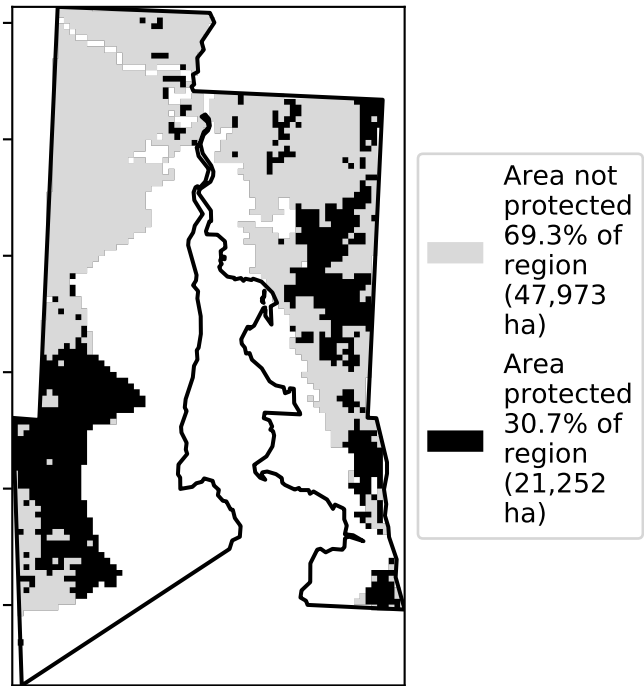 Area not
protected
69.3% of
region
(47,973
ha)
Area
protected
30.7% of
region
(21,252
ha)